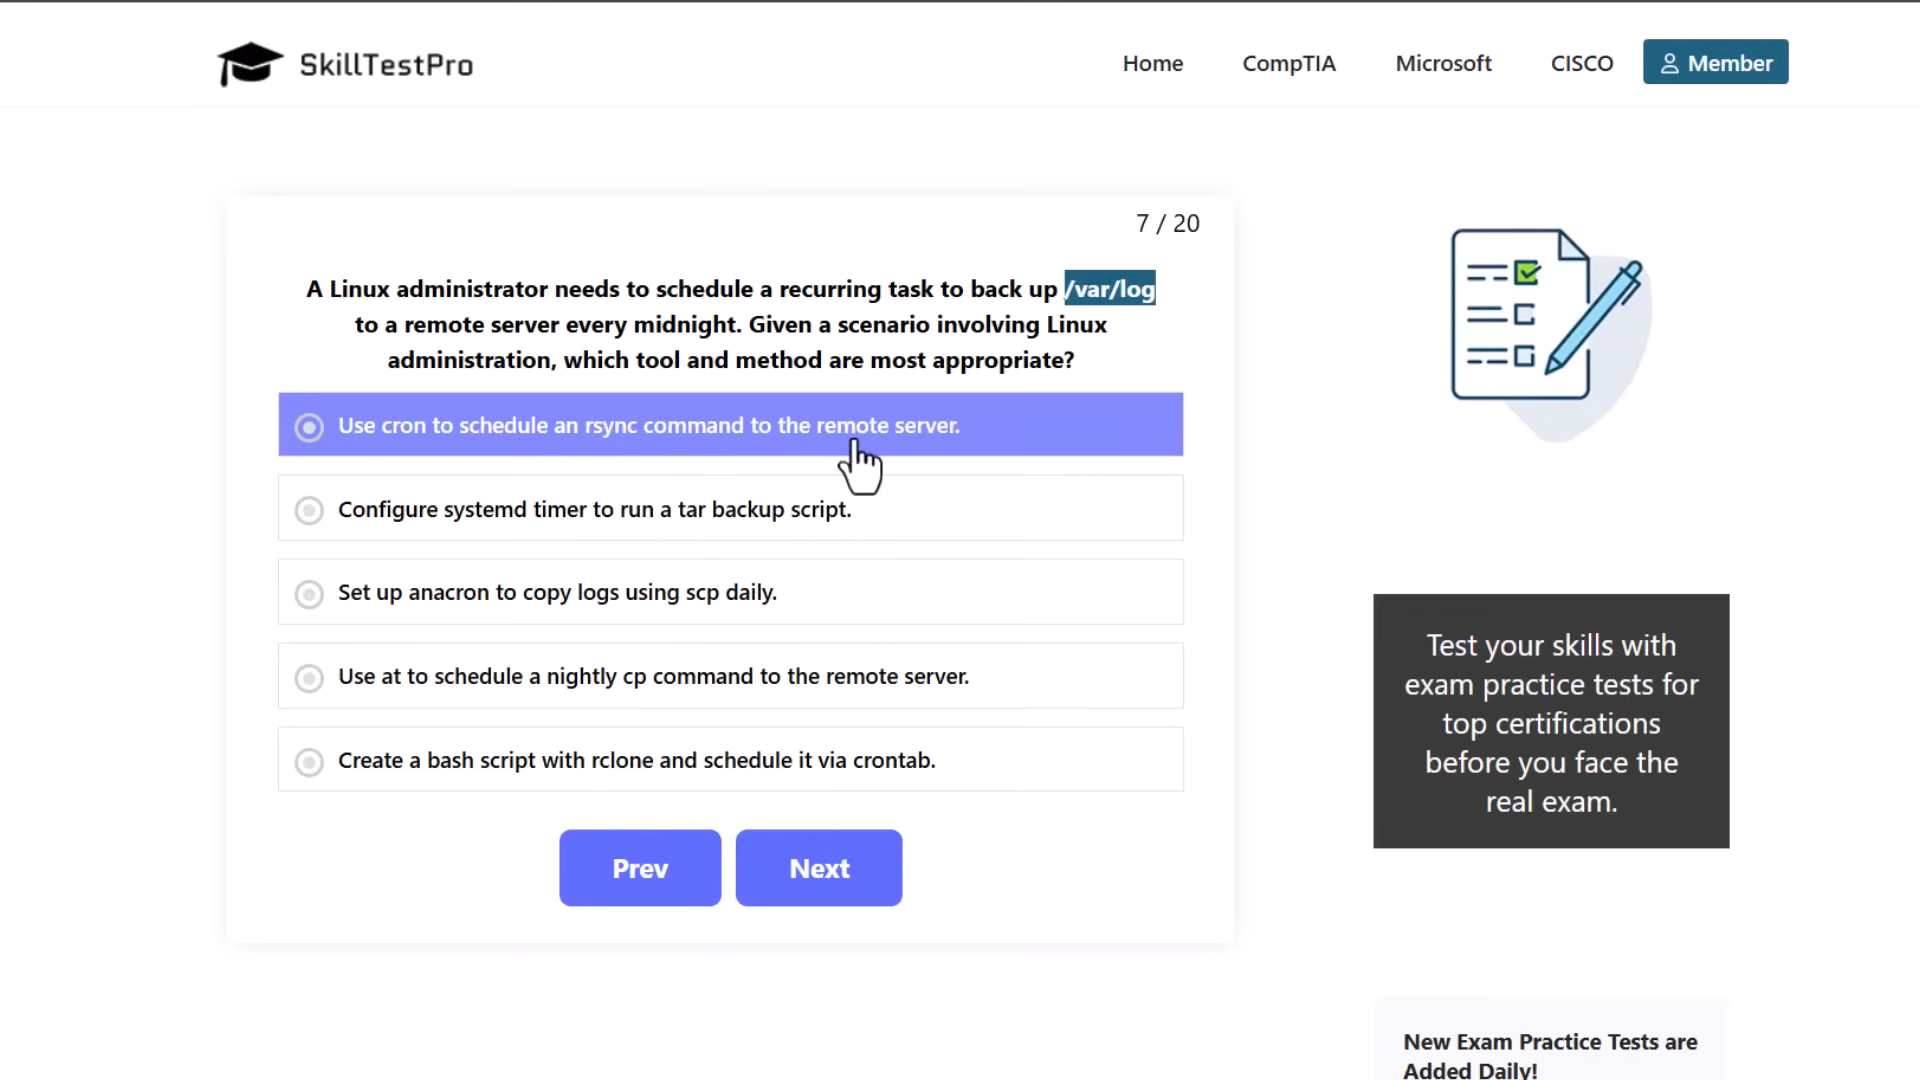 SkillTestPro
Home
CompTIA
Microsoft
CISCO
Member
7 / 20
A Linux administrator needs to schedule a recurring task to back up /var/log
to a remote server every midnight. Given a scenario involving Linux
administration, which tool and method are most appropriate?
Use cron to schedule an rsync command to the remote server.
Configure systemd timer to run a tar backup script.
Set up anacron to copy logs using scp daily.
Use at to schedule a nightly cp command to the remote server.
Create a bash script with rclone and schedule it via crontab.
Prev
Next
Test your skills with
exam practice tests for
top certifications
before you face the
real exam.
New Exam Practice Tests are
Added Daily!